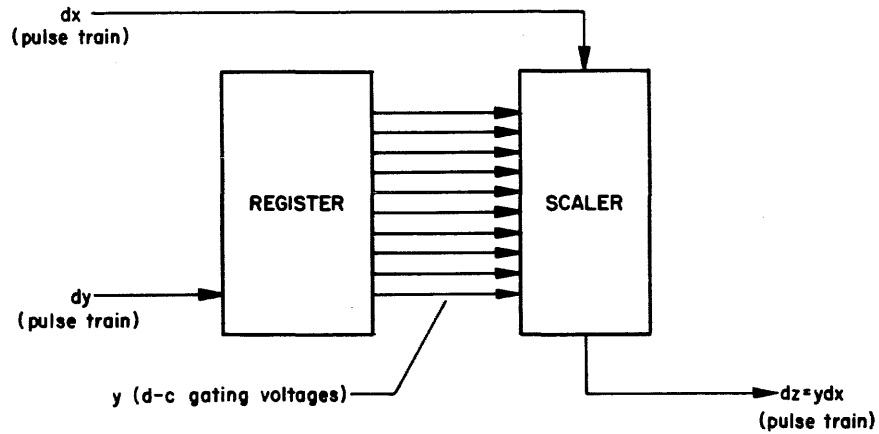 dx
(pulse train)
REGISTER
SCALER
dy
(pulse train)
y (d-c gating voltages)
dz=ydx
(pulse train)